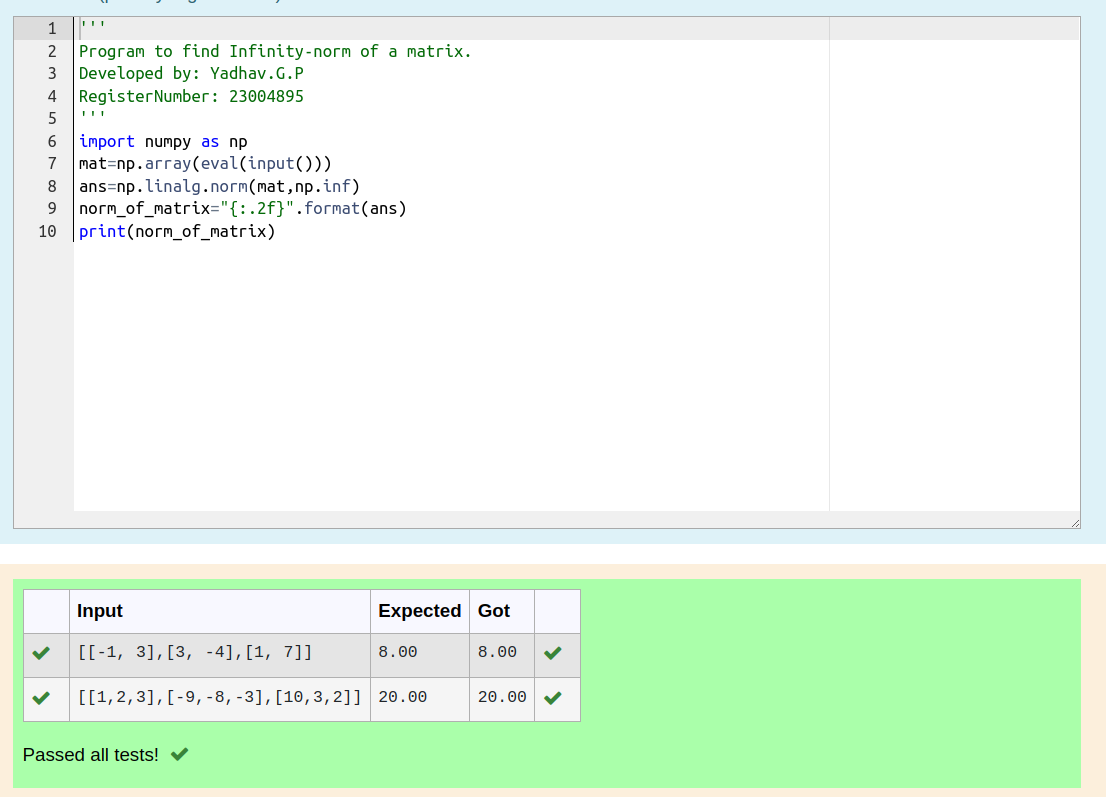 1 '''
2 Program to find Infinity-norm of a matrix.
3 Developed by: Yadhav.G.P
4 RegisterNumber: 23004895
5 '''
6 import numpy as np
7 mat=np.array(eval(input()))
8 ans=np.linalg.norm(mat,np.inf)
9 norm_of_matrix="{:.2f}".format(ans)
10 print(norm_of_matrix)
Input Expected Got
[[-1, 3],[3, -4],[1, 7]] 8.00 8.00
[[1,2,3],[-9,-8,-3],[10,3,2]] 20.00 20.00
Passed all tests!